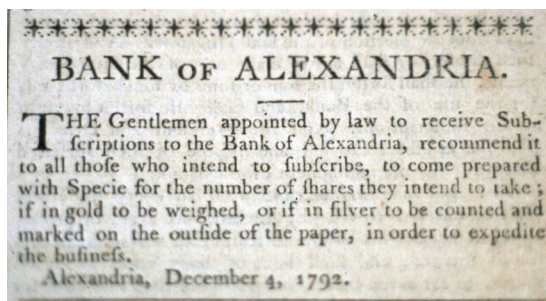 BANK OF ALEXANDRIA.
THE Gentlemen appointed by law to receive Sub-
ſcriptions to the Bank of Alexandria, recommend it
to all thoſe who intend to ſubſcribe, to come prepared
with Specie for the number of ſhares they intend to take;
if in gold to be weighed, or if in ſilver to be counted and
marked on the outſide of the paper, in order to expedite
the buſineſs.
Alexandria, December 4, 1792.